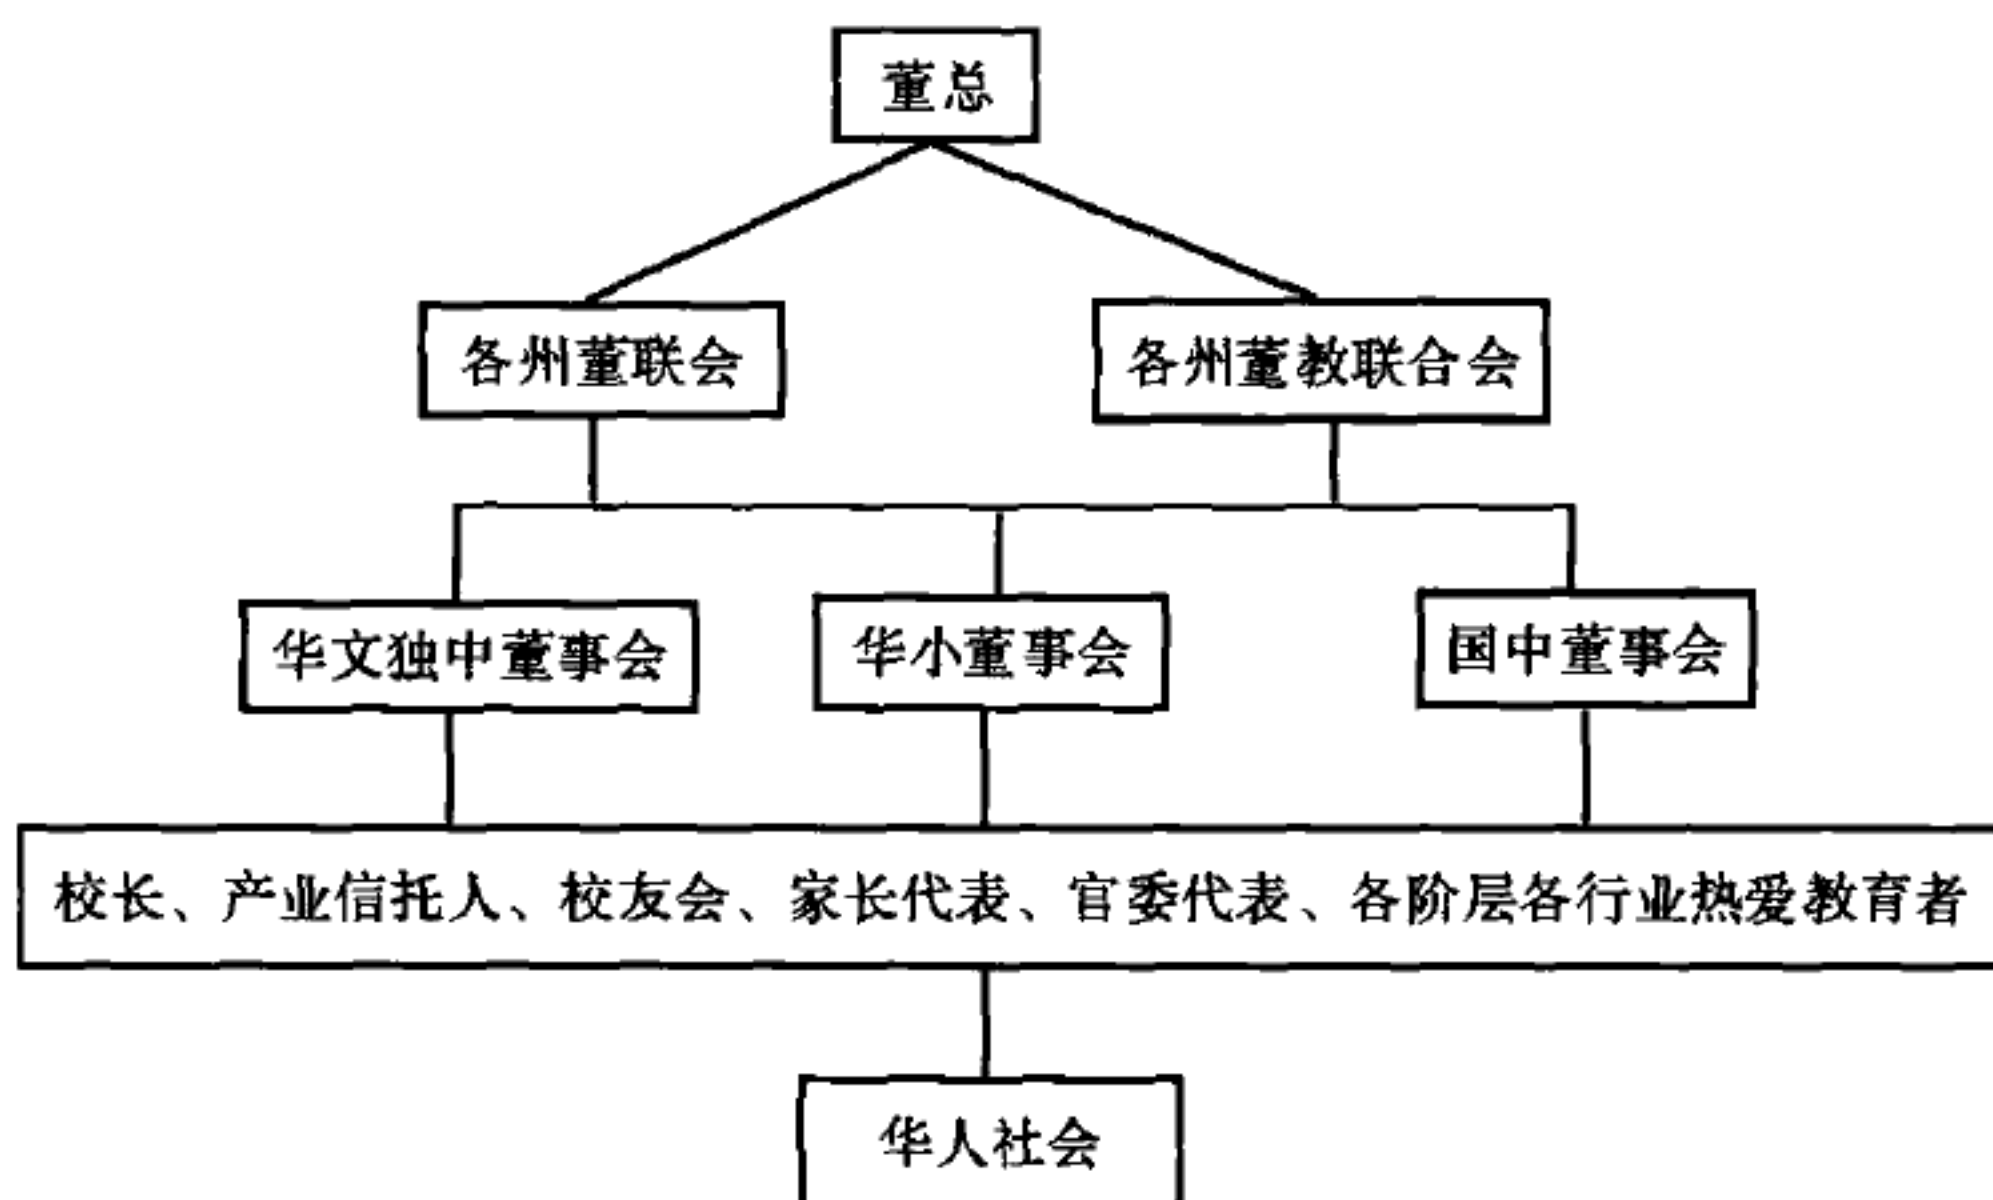 董总
各州董联会
各州董教联合会
华文独中董事会
华小董事会
国中董事会
校长、产业信托人、校友会、家长代表、官委代表、各阶层各行业热爱教育者
华人社会